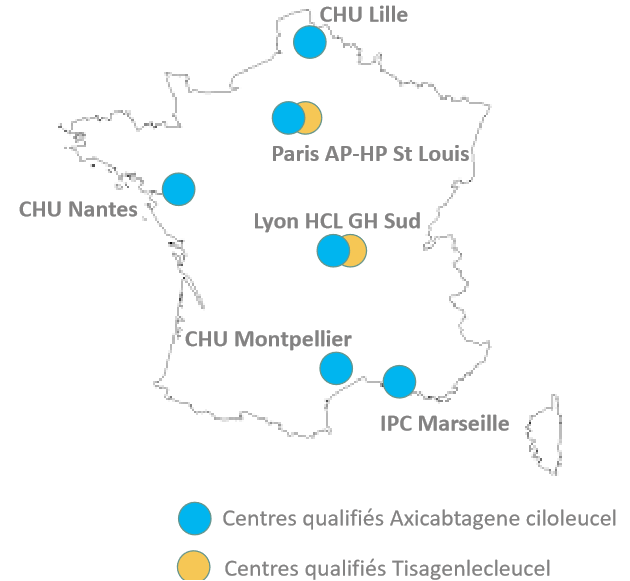 CHU Lille
Paris AP-HP St Louis
CHU Nantes
Lyon HCL GH Sud
CHU Montpellier
IPC Marseille
Centres qualifiés Axicabtagene ciloleucel
Centres qualifiés Tisagenlecleucel